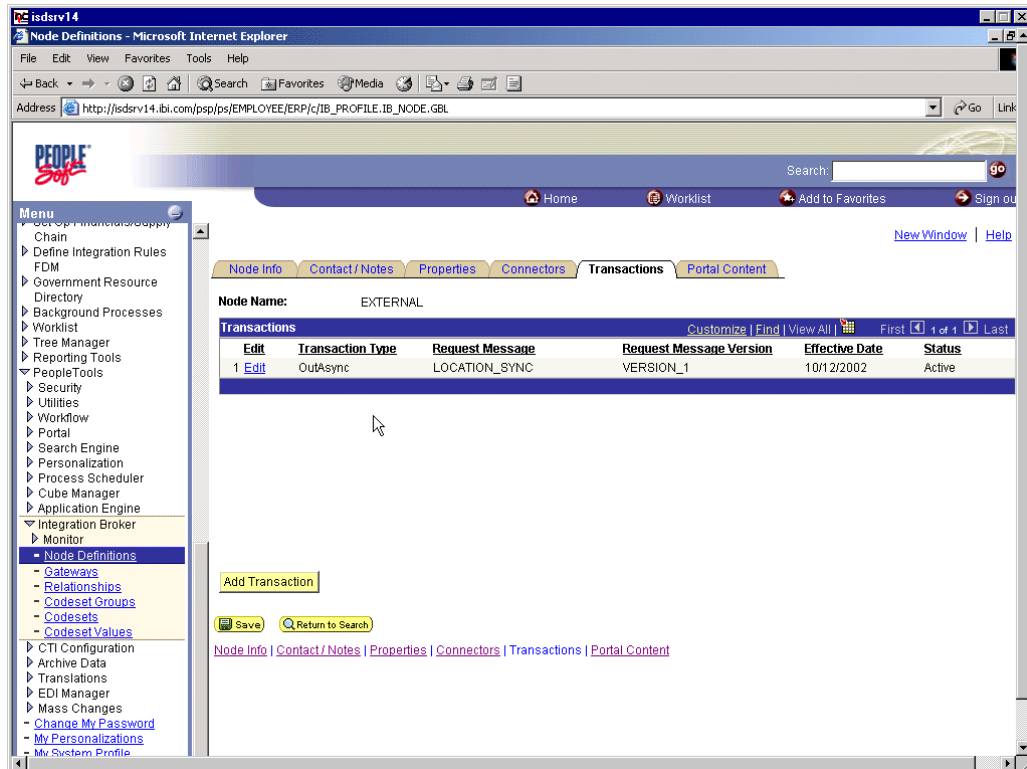 isdsrv14
Node Definitions - Microsoft Internet Explorer
File Edit View Favorites Tools Help
Back Search Favorites Media
Address http://isdsrv14.ibi.com/psp/ps/EMPLOYEE/ERP/c/IB_PROFILE.IB_NODE.GBL Go Link
PEOPLE Soft
Search: go
Home Worklist Add to Favorites Sign ou
Menu
Set Up Financials/Supply
Chain
Define Integration Rules
FDM
Government Resource
Directory
Background Processes
Worklist
Tree Manager
Reporting Tools
PeopleTools
Security
Utilities
Workflow
Portal
Search Engine
Personalization
Process Scheduler
Cube Manager
Application Engine
Integration Broker
Monitor
Node Definitions
Gateways
Relationships
Codeset Groups
Codesets
Codeset Values
CTI Configuration
Archive Data
Translations
EDI Manager
Mass Changes
Change My Password
My Personalizations
My System Profile
New Window | Help
Node Info Contact / Notes Properties Connectors Transactions Portal Content
Node Name: EXTERNAL
Transactions Customize | Find | View All | First 1 of 1 Last
Edit Transaction Type Request Message Request Message Version Effective Date Status
1 Edit OutAsync LOCATION_SYNC VERSION_1 10/12/2002 Active
Add Transaction
Save Return to Search
Node Info | Contact / Notes | Properties | Connectors | Transactions | Portal Content